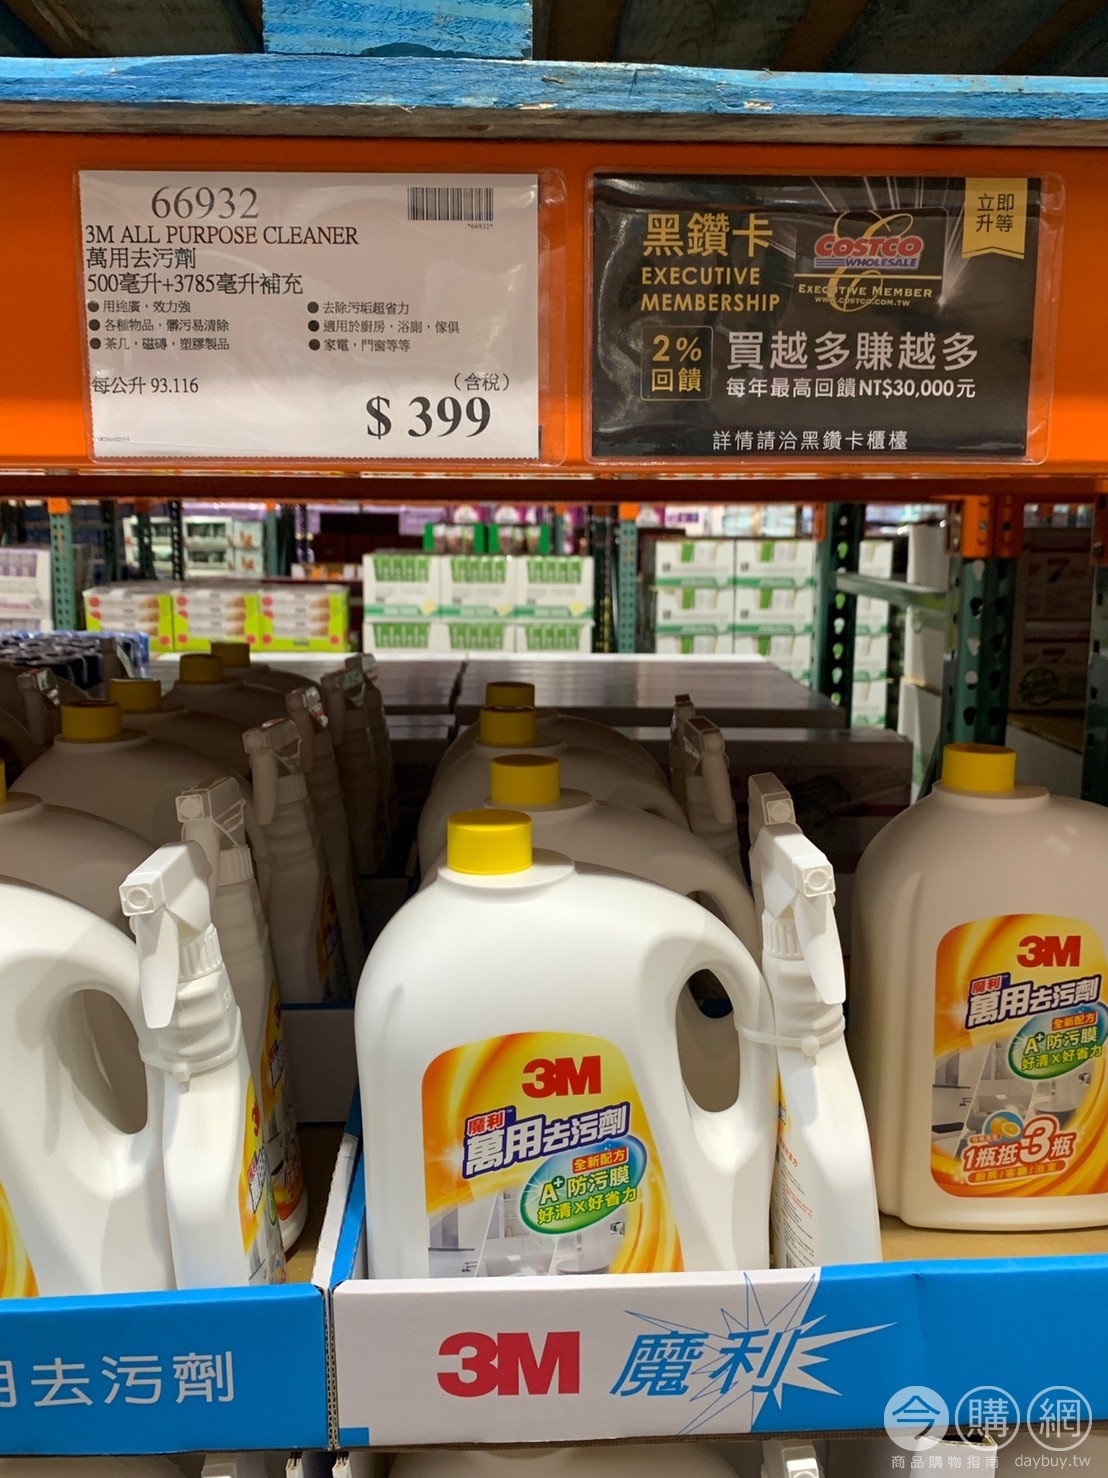 66932
*66932*
3M ALL PURPOSE CLEANER
萬用去污劑
500毫升+3785毫升補充
● 用途廣，效力強
● 各種物品，髒污易清除
● 茶几，磁磚，塑膠製品
● 去除污垢超省力
● 適用於廚房，浴廁，傢俱
● 家電，門窗等等
每公升 93.116
（含稅）
$ 399
立即
升等
黑鑽卡
EXECUTIVE
MEMBERSHIP
COSTCO
WHOLESALE
EXECUTIVE MEMBER
WWW.COSTCO.COM.TW
2%
回饋
買越多賺越多
每年最高回饋NT$30,000元
詳情請洽黑鑽卡櫃檯
3M
魔利
萬用去污劑
全新配方
A+防污膜
好清X好省力
1瓶抵3瓶
廚房/客廳/浴室
3M
魔利
萬用去污劑
全新配方
A+防污膜
好清X好省力
3M
用去污劑
3M 魔利
今購網
商品購物指南 daybuy.tw